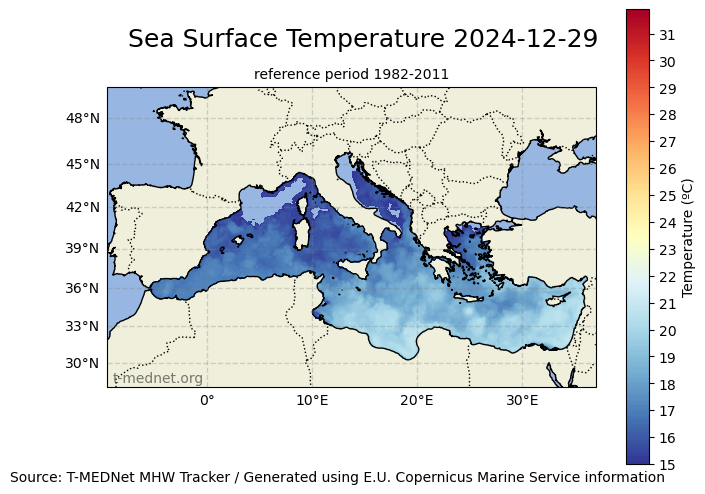 Sea Surface Temperature 2024-12-29
reference period 1982-2011
48°N
45°N
42°N
39°N
36°N
33°N
30°N
t-mednet.org
0°
10°E
20°E
30°E
31
30
29
28
27
26
25
24
23
22
21
20
19
18
17
16
15
Temperature (ºC)
Source: T-MEDNet MHW Tracker / Generated using E.U. Copernicus Marine Service information